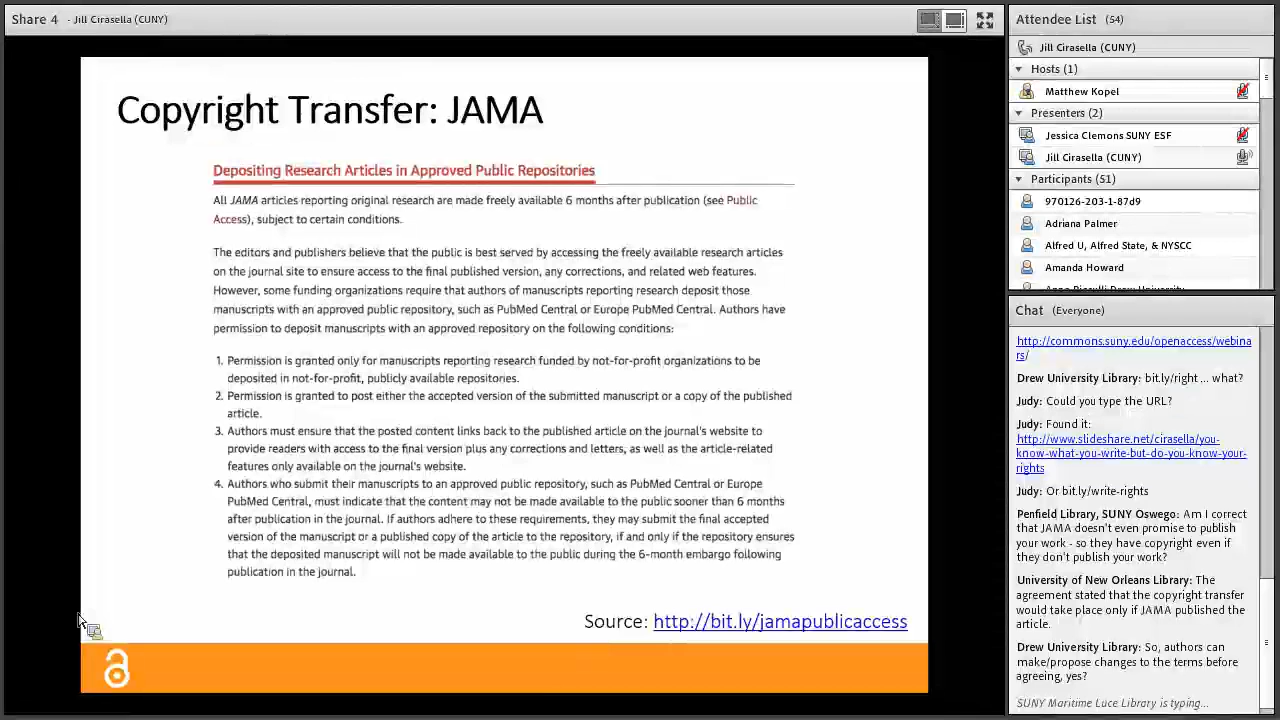 Share 4 - Jill Cirasella (CUNY)
Copyright Transfer: JAMA
Depositing Research Articles in Approved Public Repositories
All JAMA articles reporting original research are made freely available 6 months after publication (see Public
Access), subject to certain conditions.
The editors and publishers believe that the public is best served by accessing the freely available research articles
on the journal site to ensure access to the final published version, any corrections, and related web features.
However, some funding organizations require that authors of manuscripts reporting research deposit those
manuscripts with an approved public repository, such as PubMed Central or Europe PubMed Central. Authors have
permission to deposit manuscripts with an approved repository on the following conditions:
1. Permission is granted only for manuscripts reporting research funded by not-for-profit organizations to be
deposited in not-for-profit, publicly available repositories.
2. Permission is granted to post either the accepted version of the submitted manuscript or a copy of the published
article.
3. Authors must ensure that the posted content links back to the published article on the journal's website to
provide readers with access to the final version plus any corrections and letters, as well as the article-related
features only available on the journal's website.
4. Authors who submit their manuscripts to an approved public repository, such as PubMed Central or Europe
PubMed Central, must indicate that the content may not be made available to the public sooner than 6 months
after publication in the journal. If authors adhere to these requirements, they may submit the final accepted
version of the manuscript or a published copy of the article to the repository, if and only if the repository ensures
that the deposited manuscript will not be made available to the public during the 6-month embargo following
publication in the journal.
Source: http://bit.ly/jamapublicaccess
Attendee List (54)
Jill Cirasella (CUNY)
Hosts (1)
Matthew Kopel
Presenters (2)
Jessica Clemons SUNY ESF
Jill Cirasella (CUNY)
Participants (51)
970126-203-1-87d9
Adriana Palmer
Alfred U, Alfred State, & NYSCC
Amanda Howard
Chat (Everyone)
http://commons.suny.edu/openaccess/webina
rs/
Drew University Library: bit.ly/right ... what?
Judy: Could you type the URL?
Judy: Found it:
http://www.slideshare.net/cirasella/you-
know-what-you-write-but-do-you-know-your-
rights
Judy: Or bit.ly/write-rights
Penfield Library, SUNY Oswego: Am I correct
that JAMA doesn't even promise to publish
your work - so they have copyright even if
they don't publish your work?
University of New Orleans Library: The
agreement stated that the copyright transfer
would take place only if JAMA published the
article.
Drew University Library: So, authors can
make/propose changes to the terms before
agreeing, yes?
SUNY Maritime Luce Library is typing...